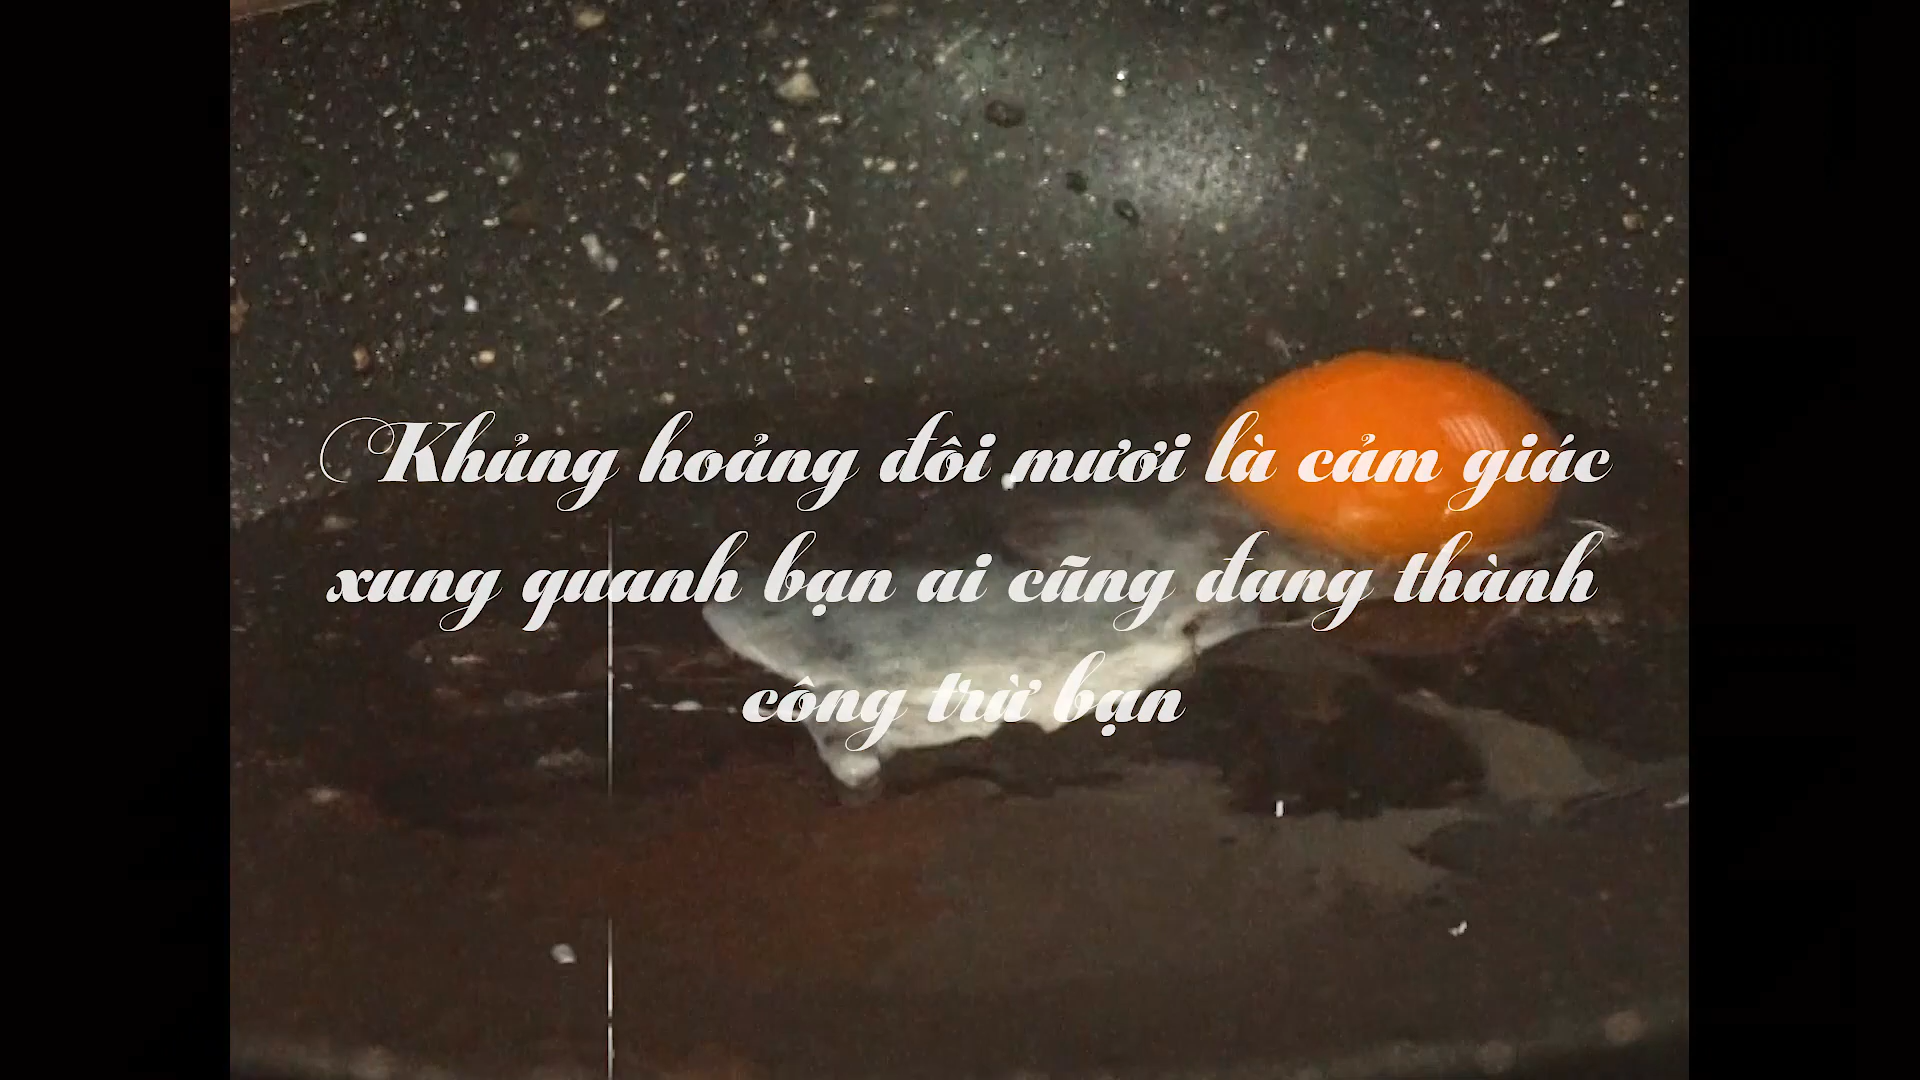 Khủng hoảng đôi mươi là cảm giác
xung quanh bạn ai cũng đang thành
công trừ bạn